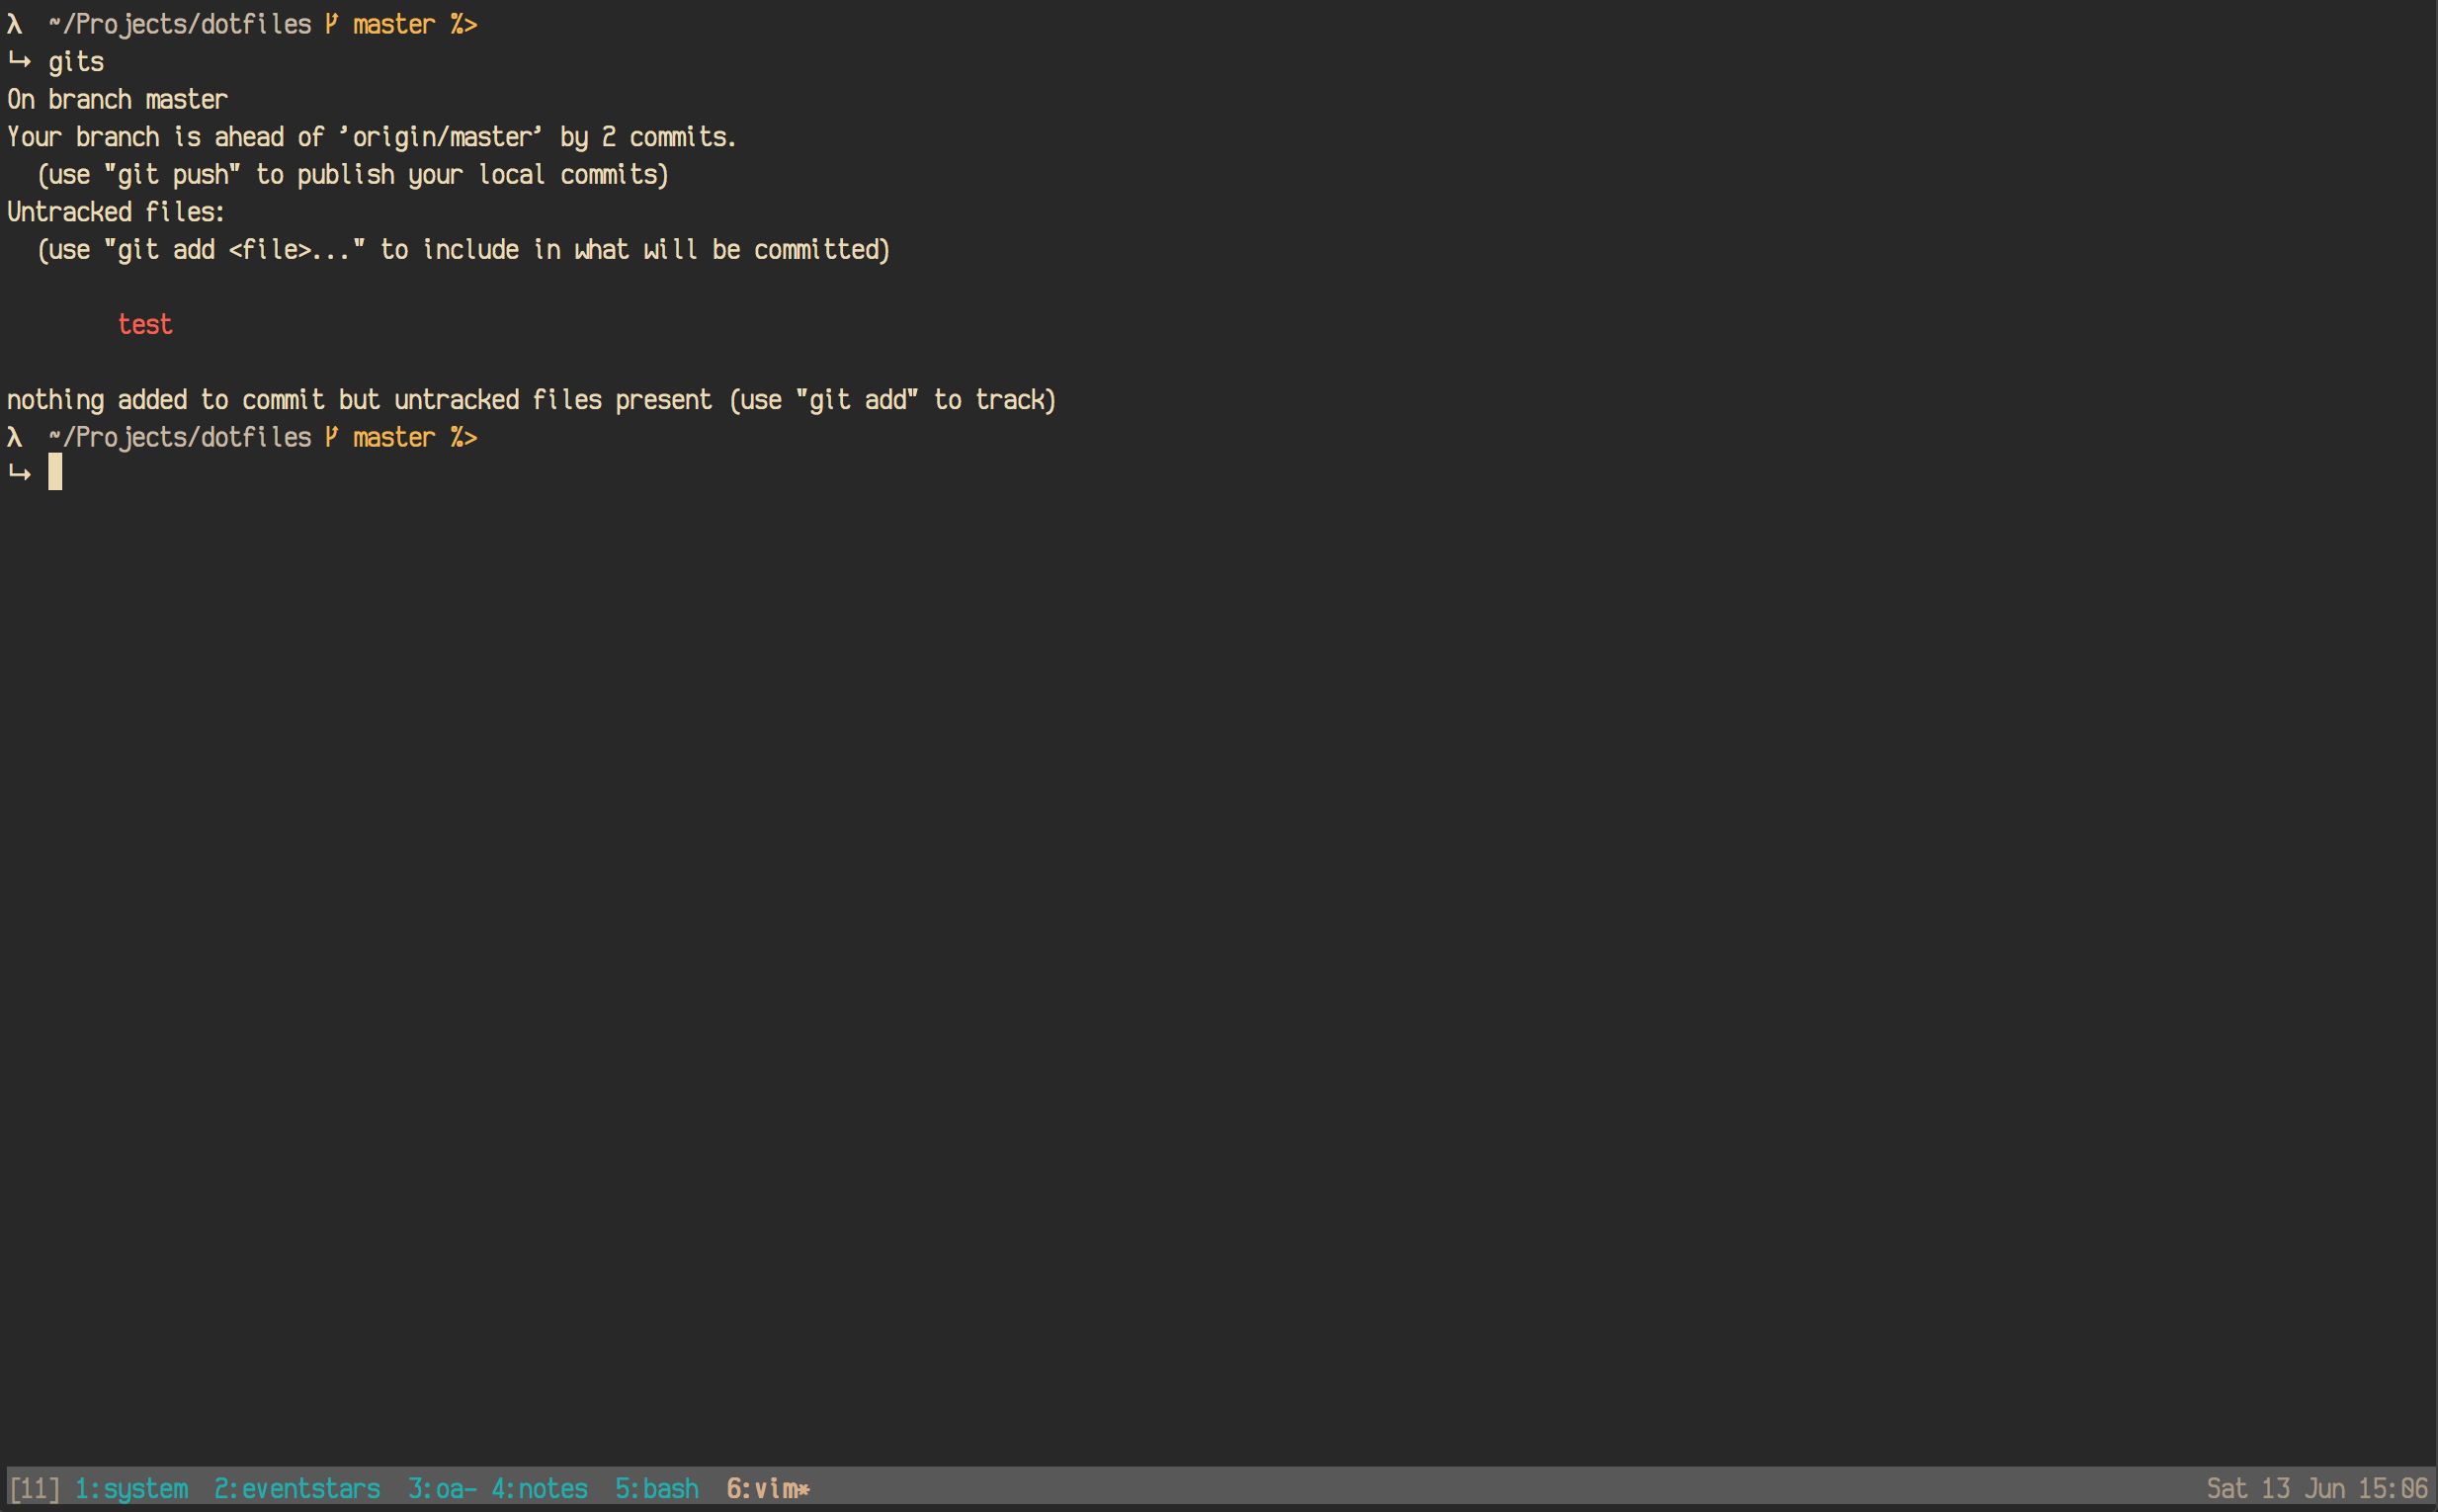 λ  ~/Projects/dotfiles ᚶ master %>
↪ gits
On branch master
Your branch is ahead of 'origin/master' by 2 commits.
  (use "git push" to publish your local commits)
Untracked files:
  (use "git add <file>..." to include in what will be committed)

        test

nothing added to commit but untracked files present (use "git add" to track)
λ  ~/Projects/dotfiles ᚶ master %>
↪
[11] 1:system  2:eventstars  3:oa- 4:notes  5:bash  6:vim*  Sat 13 Jun 15:06